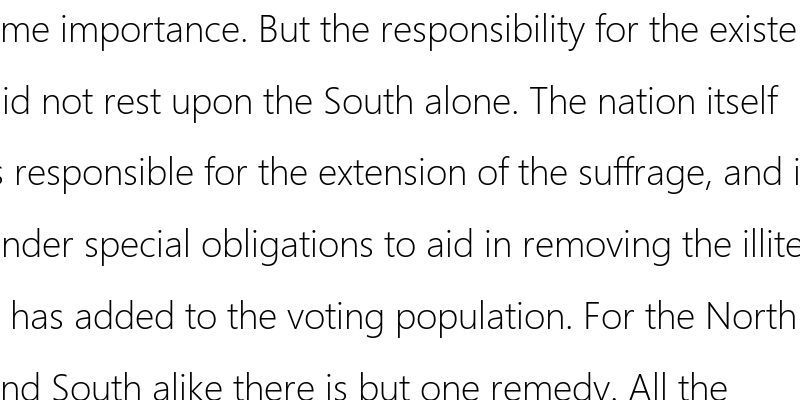 me importance. But the responsibility for the existe
id not rest upon the South alone. The nation itself
s responsible for the extension of the suffrage, and i
nder special obligations to aid in removing the illite
has added to the voting population. For the North
nd South alike there is but one remedy. All the